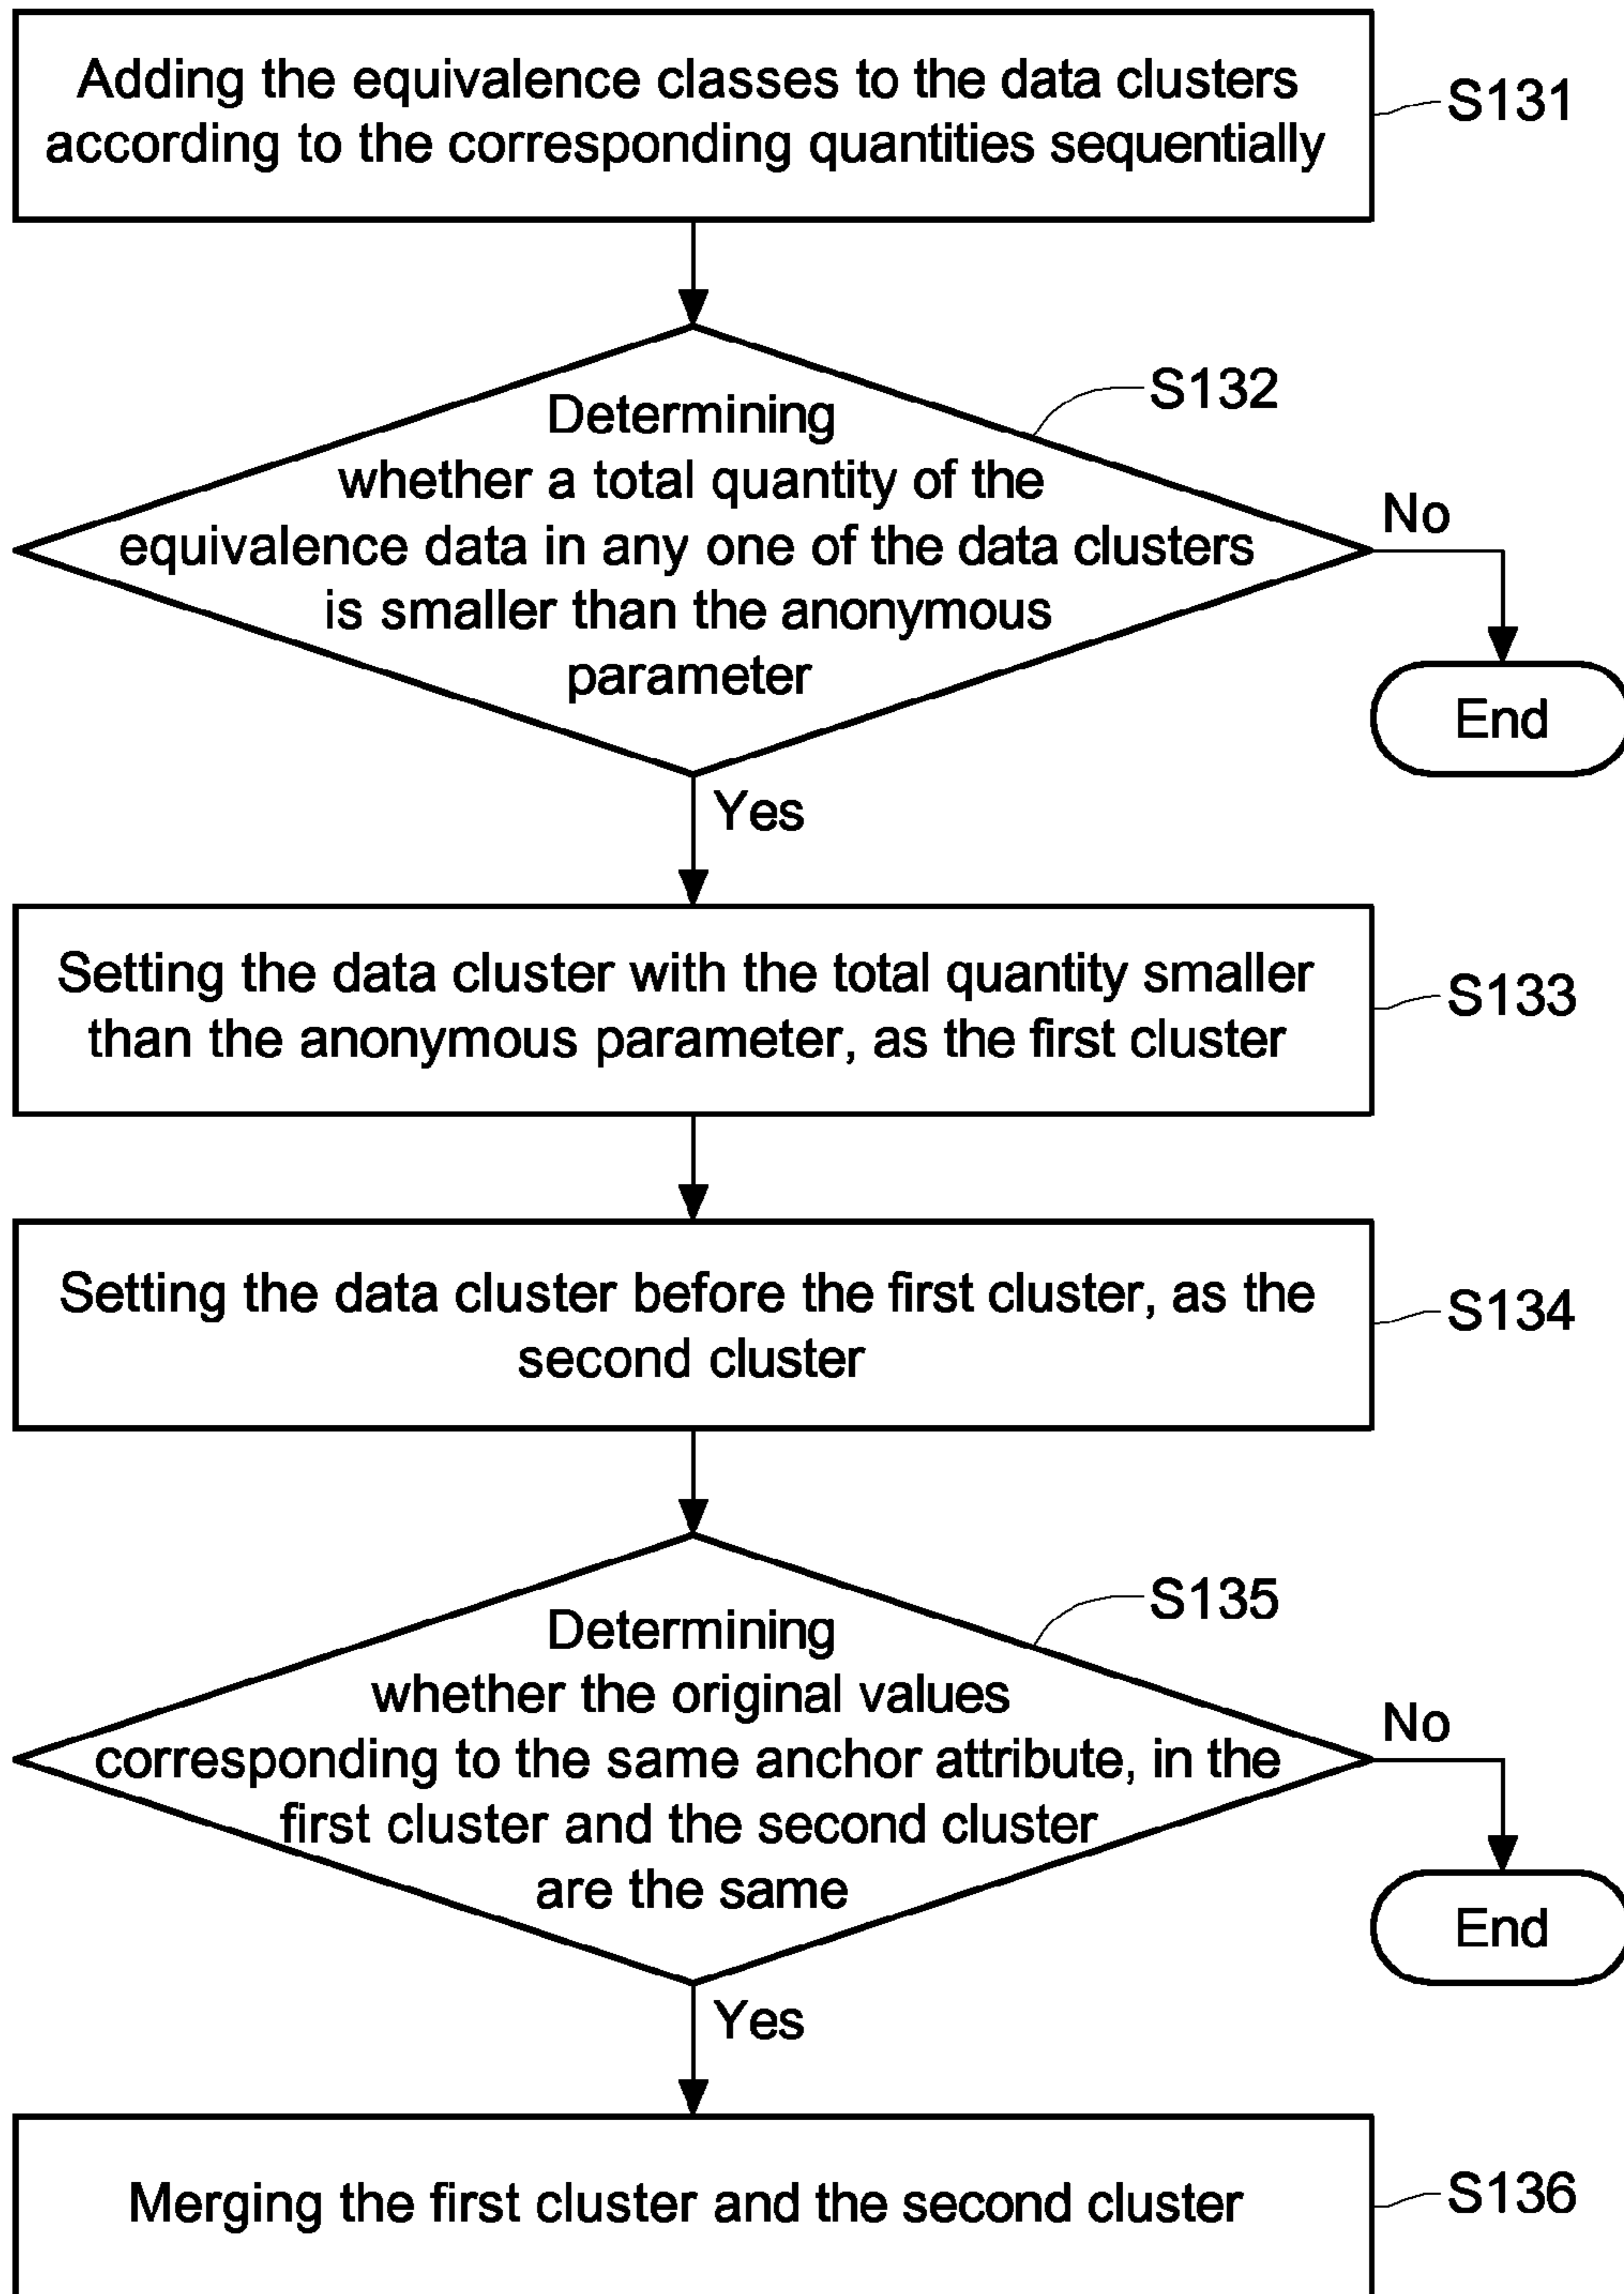 Adding the equivalence classes to the data clusters
according to the corresponding quantities sequentially
S131
S132
Determining
whether a total quantity of the
equivalence data in any one of the data clusters
is smaller than the anonymous
parameter
No
End
Yes
Setting the data cluster with the total quantity smaller
than the anonymous parameter, as the first cluster
S133
Setting the data cluster before the first cluster, as the
second cluster
S134
S135
Determining
whether the original values
corresponding to the same anchor attribute, in the
first cluster and the second cluster
are the same
No
End
Yes
Merging the first cluster and the second cluster
S136